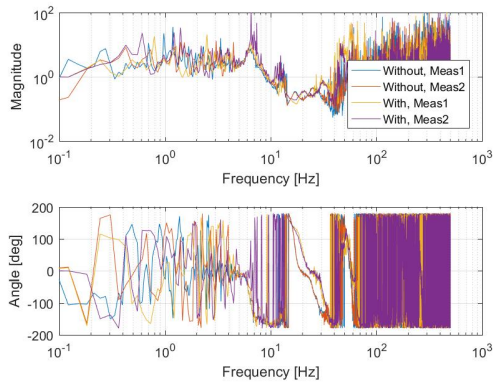 10^2
10^0
10^-2
Magnitude
Without, Meas1
Without, Meas2
With, Meas1
With, Meas2
10^-1 10^0 10^1 10^2 10^3
Frequency [Hz]
200
100
0
-100
-200
Angle [deg]
10^-1 10^0 10^1 10^2 10^3
Frequency [Hz]